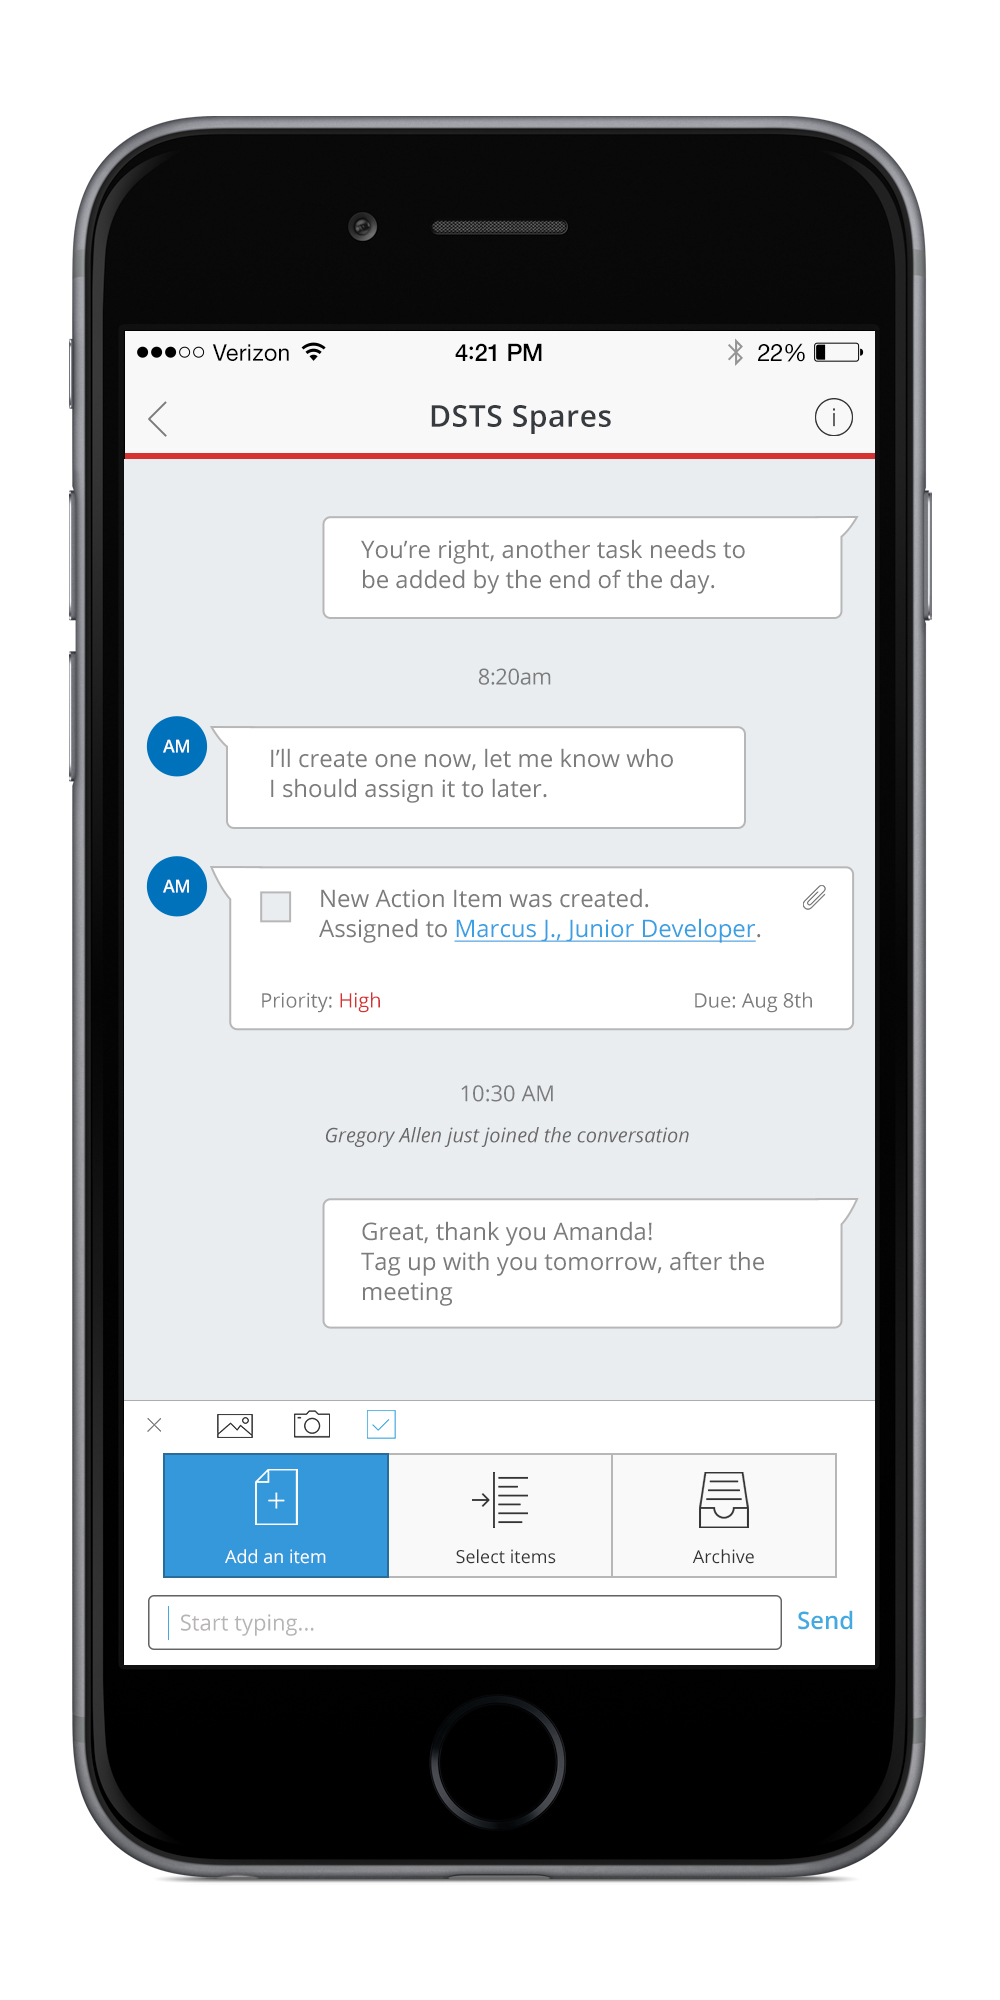 Verizon 4:21 PM 22%
DSTS Spares
You’re right, another task needs to
be added by the end of the day.
8:20am
AM
I’ll create one now, let me know who
I should assign it to later.
AM
New Action Item was created.
Assigned to Marcus J., Junior Developer.
Priority: High Due: Aug 8th
10:30 AM
Gregory Allen just joined the conversation
Great, thank you Amanda!
Tag up with you tomorrow, after the
meeting
Add an item Select items Archive
Start typing... Send